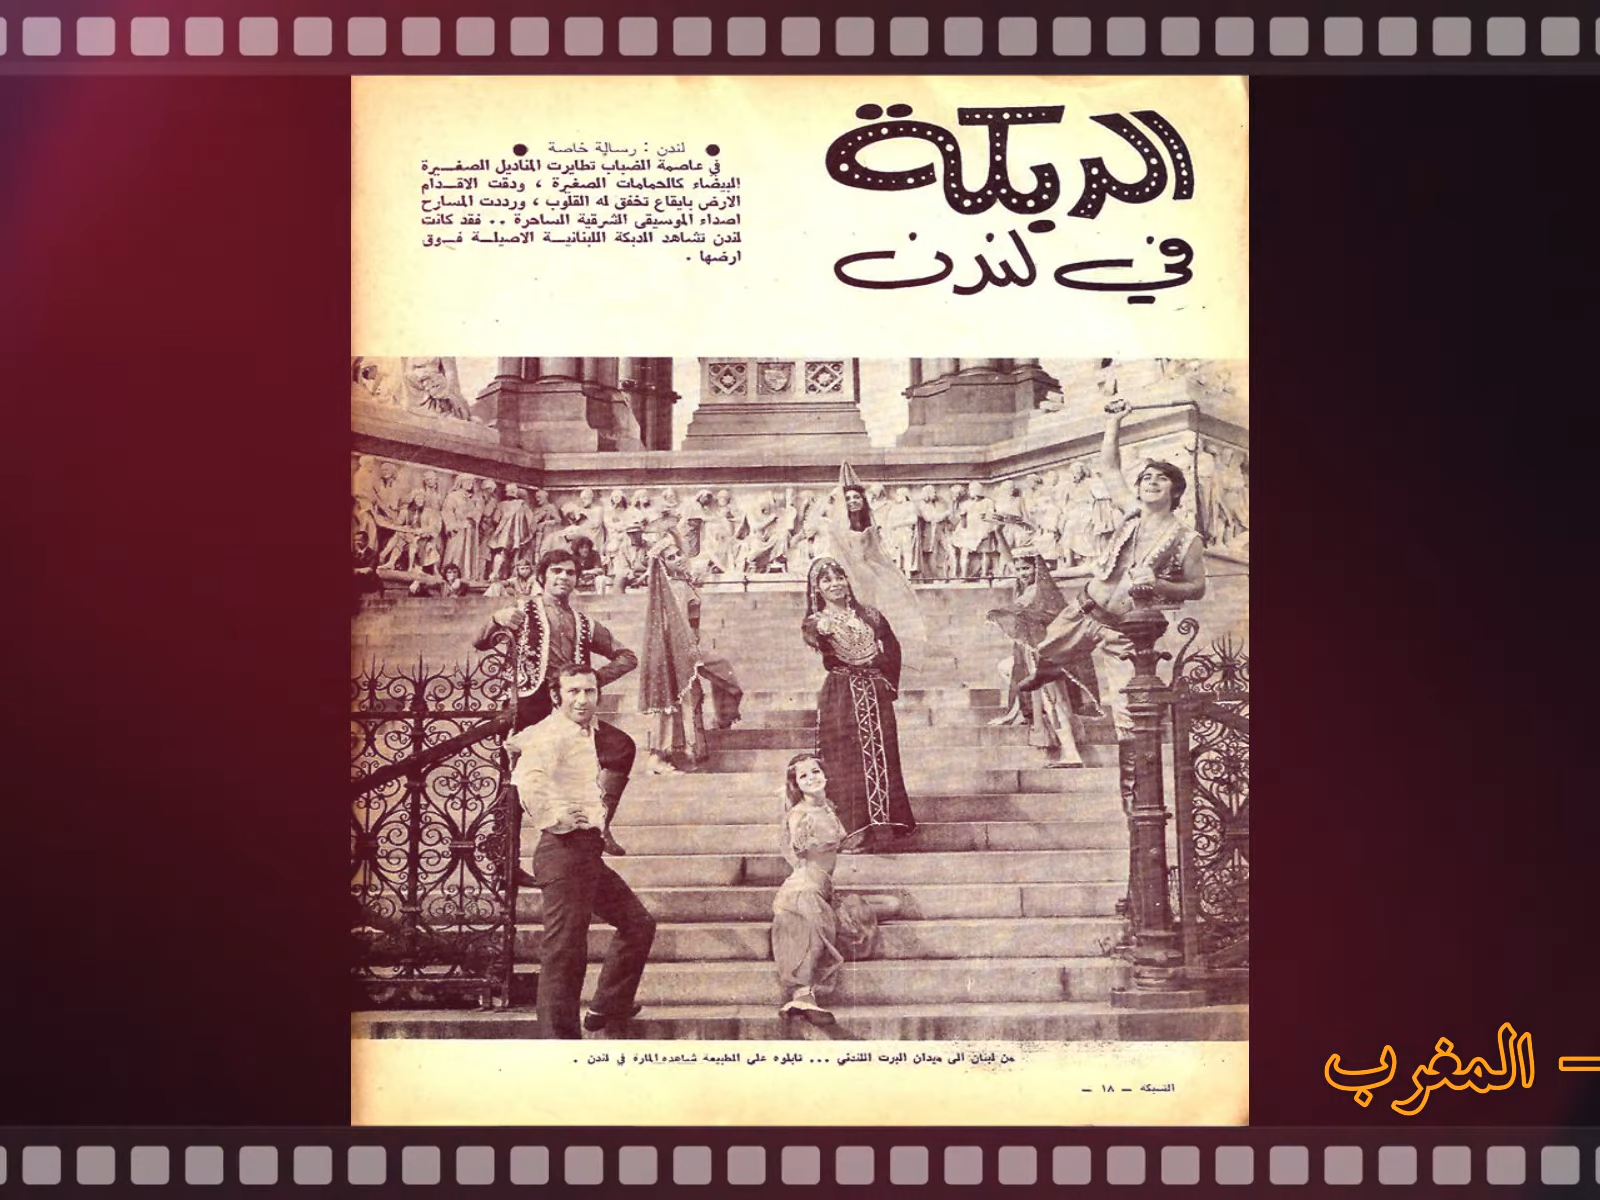 الدبكة
في لندن
● لندن : رسالة خاصة ●
في عاصمة الضباب تطايرت المناديل الصغيرة
البيضاء كالحمامات الصغيرة ، ودقت الاقدام
الارض بايقاع تخفق له القلوب ، ورددت المسارح
اصداء الموسيقى الشرقية الساحرة .. فقد كانت
لندن تشاهد الدبكة اللبنانية الاصيلة فوق
ارضها .
من لبنان الى ميدان البرت اللندني ... تابلوه على الطبيعة شاهده المارة في لندن .
الشبكة — ١٨ —
— المغرب